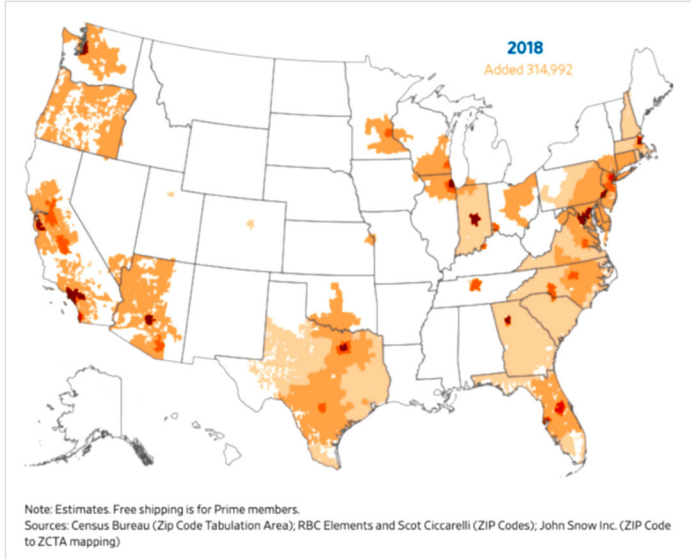 2018
Added 314,992
Note: Estimates. Free shipping is for Prime members.
Sources: Census Bureau (Zip Code Tabulation Area); RBC Elements and Scot Ciccarelli (ZIP Codes); John Snow Inc. (ZIP Code
to ZCTA mapping)